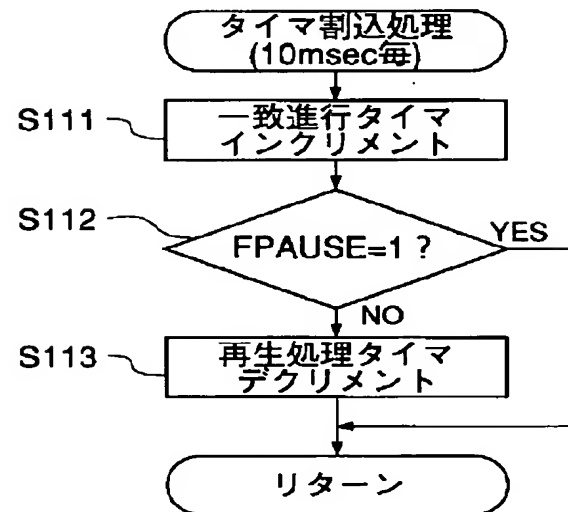 タイマ割込処理
(10msec毎)
S111
一致進行タイマ
インクリメント
S112
FPAUSE=1 ?
YES
NO
S113
再生処理タイマ
デクリメント
リターン